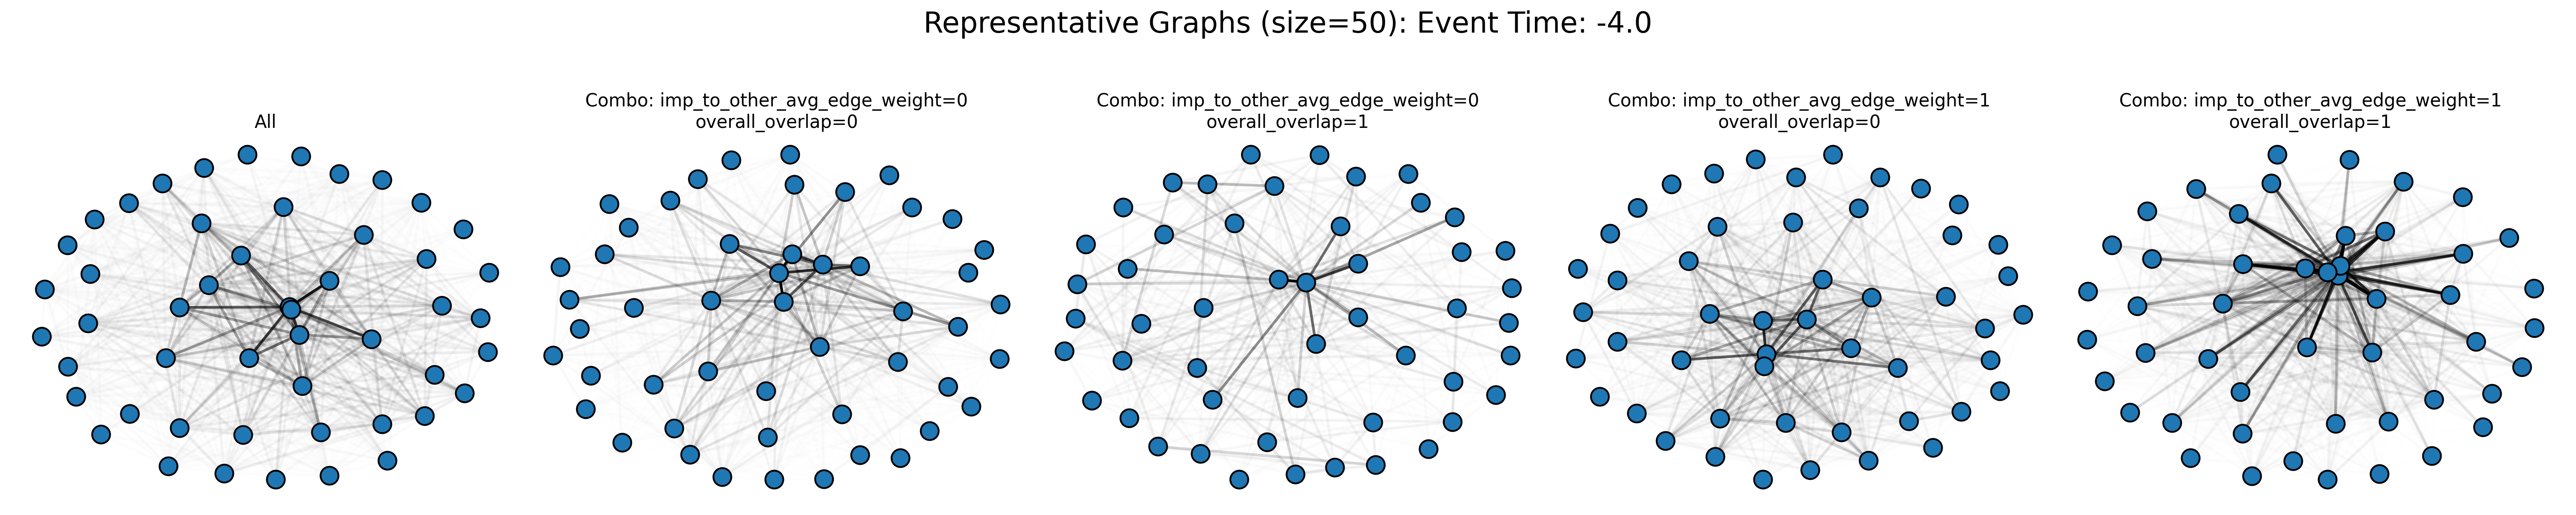 Representative Graphs (size=50): Event Time: -4.0
All
Combo: imp_to_other_avg_edge_weight=0
overall_overlap=0
Combo: imp_to_other_avg_edge_weight=0
overall_overlap=1
Combo: imp_to_other_avg_edge_weight=1
overall_overlap=0
Combo: imp_to_other_avg_edge_weight=1
overall_overlap=1